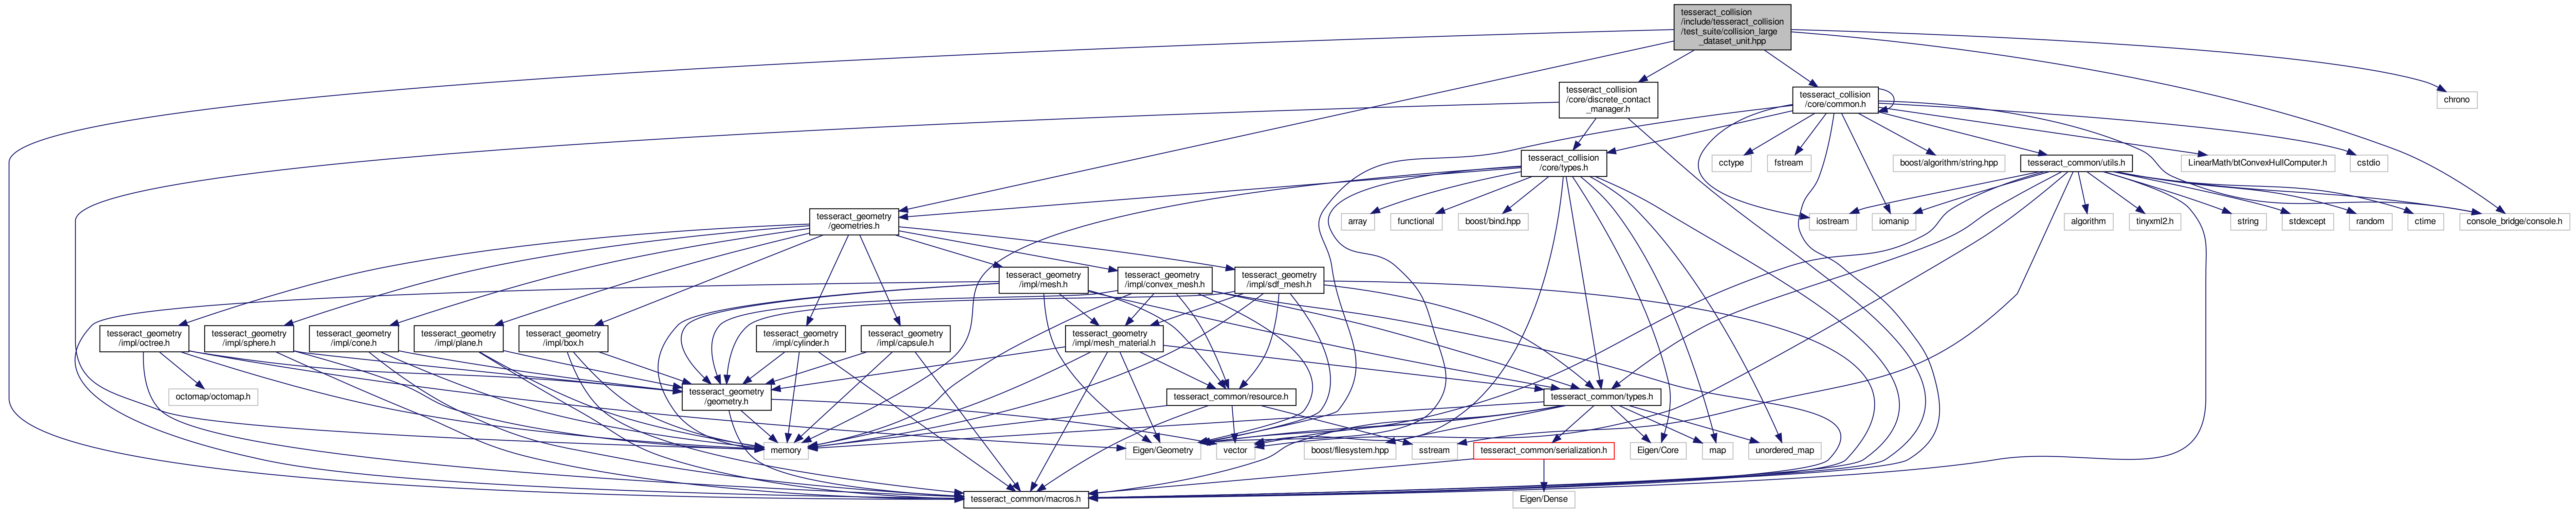 tesseract_collision
/include/tesseract_collision
/test_suite/collision_large
_dataset_unit.hpp
tesseract_collision
/core/discrete_contact
_manager.h
tesseract_collision
/core/common.h
chrono
tesseract_collision
/core/types.h
cctype
fstream
boost/algorithm/string.hpp
tesseract_common/utils.h
LinearMath/btConvexHullComputer.h
cstdio
tesseract_geometry
/geometries.h
array
functional
boost/bind.hpp
iostream
iomanip
algorithm
tinyxml2.h
string
stdexcept
random
ctime
console_bridge/console.h
tesseract_geometry
/impl/mesh.h
tesseract_geometry
/impl/convex_mesh.h
tesseract_geometry
/impl/sdf_mesh.h
tesseract_geometry
/impl/octree.h
tesseract_geometry
/impl/sphere.h
tesseract_geometry
/impl/cone.h
tesseract_geometry
/impl/plane.h
tesseract_geometry
/impl/box.h
tesseract_geometry
/impl/cylinder.h
tesseract_geometry
/impl/capsule.h
tesseract_geometry
/impl/mesh_material.h
octomap/octomap.h
tesseract_geometry
/geometry.h
tesseract_common/resource.h
tesseract_common/types.h
memory
Eigen/Geometry
vector
boost/filesystem.hpp
sstream
tesseract_common/serialization.h
Eigen/Core
map
unordered_map
tesseract_common/macros.h
Eigen/Dense